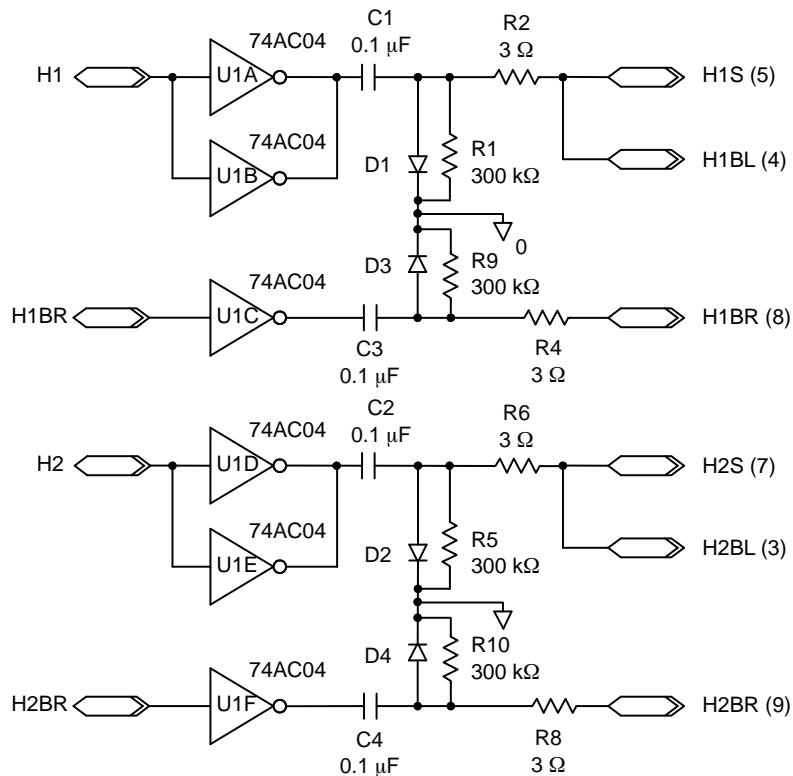 C1
0.1 μF
74AC04
R2
3 Ω
H1
U1A
H1S (5)
74AC04
U1B
D1
R1
300 kΩ
H1BL (4)
0
D3
R9
300 kΩ
74AC04
H1BR
U1C
H1BR (8)
C3
0.1 μF
R4
3 Ω
C2
0.1 μF
74AC04
R6
3 Ω
H2
U1D
H2S (7)
74AC04
U1E
D2
R5
300 kΩ
H2BL (3)
D4
R10
300 kΩ
74AC04
H2BR
U1F
H2BR (9)
C4
0.1 μF
R8
3 Ω